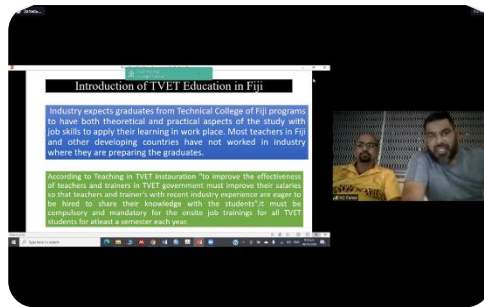 Introduction of TVET Education in Fiji
Industry expects graduates from Technical College of Fiji programs
to have both theoretical and practical aspects of the study with
job skills to apply their learning in work place. Most teachers in Fiji
and other developing countries have not worked in industry
where they are preparing the graduates.
According to Teaching in TVET Instauration "to improve the effectiveness
of teachers and trainers in TVET government must improve their salaries
so that teachers and trainer's with recent industry experience are eager to
be hired to share their knowledge with the students".it must be
compulsory and mandatory for the onsite job trainings for all TVET
students for atleast a semester each year.
Type here to search